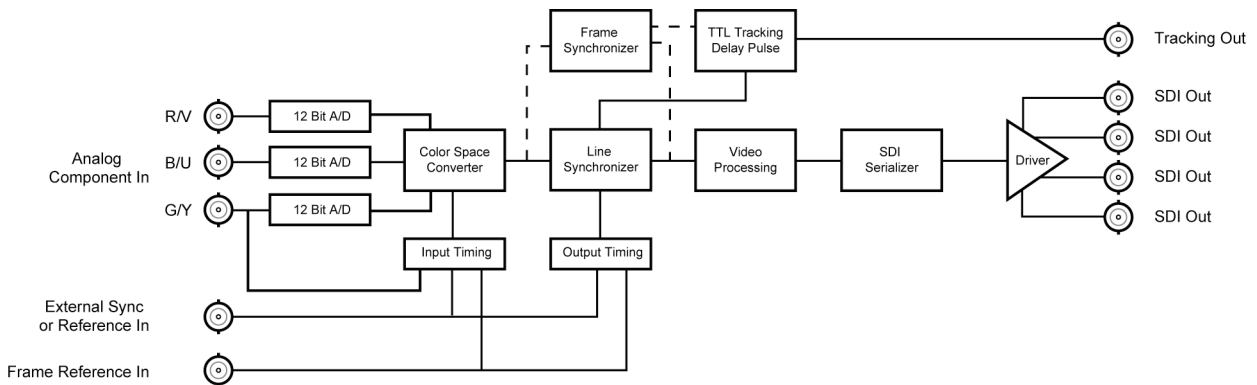 Frame
Synchronizer
TTL Tracking
Delay Pulse
Tracking Out
R/V
12 Bit A/D
Analog
Component In
B/U
12 Bit A/D
G/Y
12 Bit A/D
Color Space
Converter
Line
Synchronizer
Video
Processing
SDI
Serializer
Driver
SDI Out
SDI Out
SDI Out
SDI Out
Input Timing
Output Timing
External Sync
or Reference In
Frame Reference In